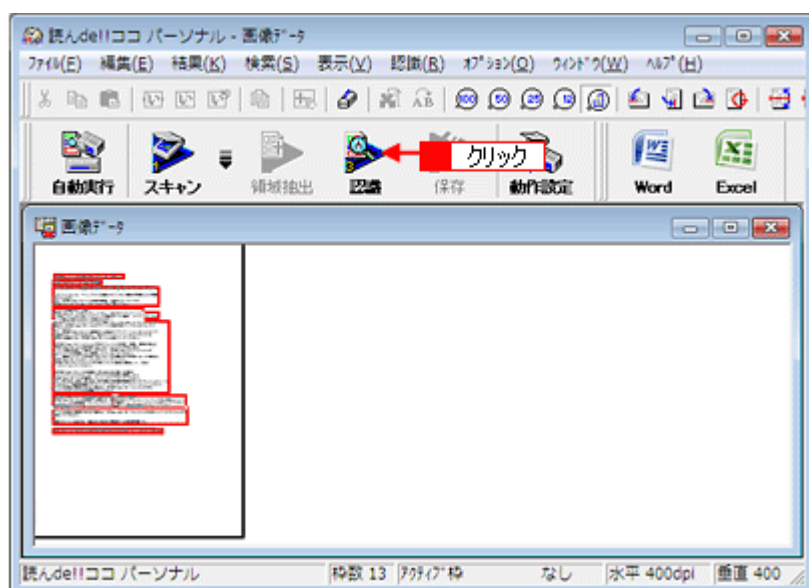 読んde!!ココ パーソナル - 画像ﾃﾞｰﾀ
ﾌｧｲﾙ(F) 編集(E) 結果(K) 検索(S) 表示(V) 認識(R) ｵﾌﾟｼｮﾝ(O) ｳｨﾝﾄﾞｳ(W) ﾍﾙﾌﾟ(H)
100 50 25
クリック
自動実行 スキャン 領域抽出 認識 保存 動作設定 Word Excel
画像ﾃﾞｰﾀ
読んde!!ココ パーソナル 枠数 13 ｱｸﾃｨﾌﾞ枠 なし 水平 400dpi 垂直 400